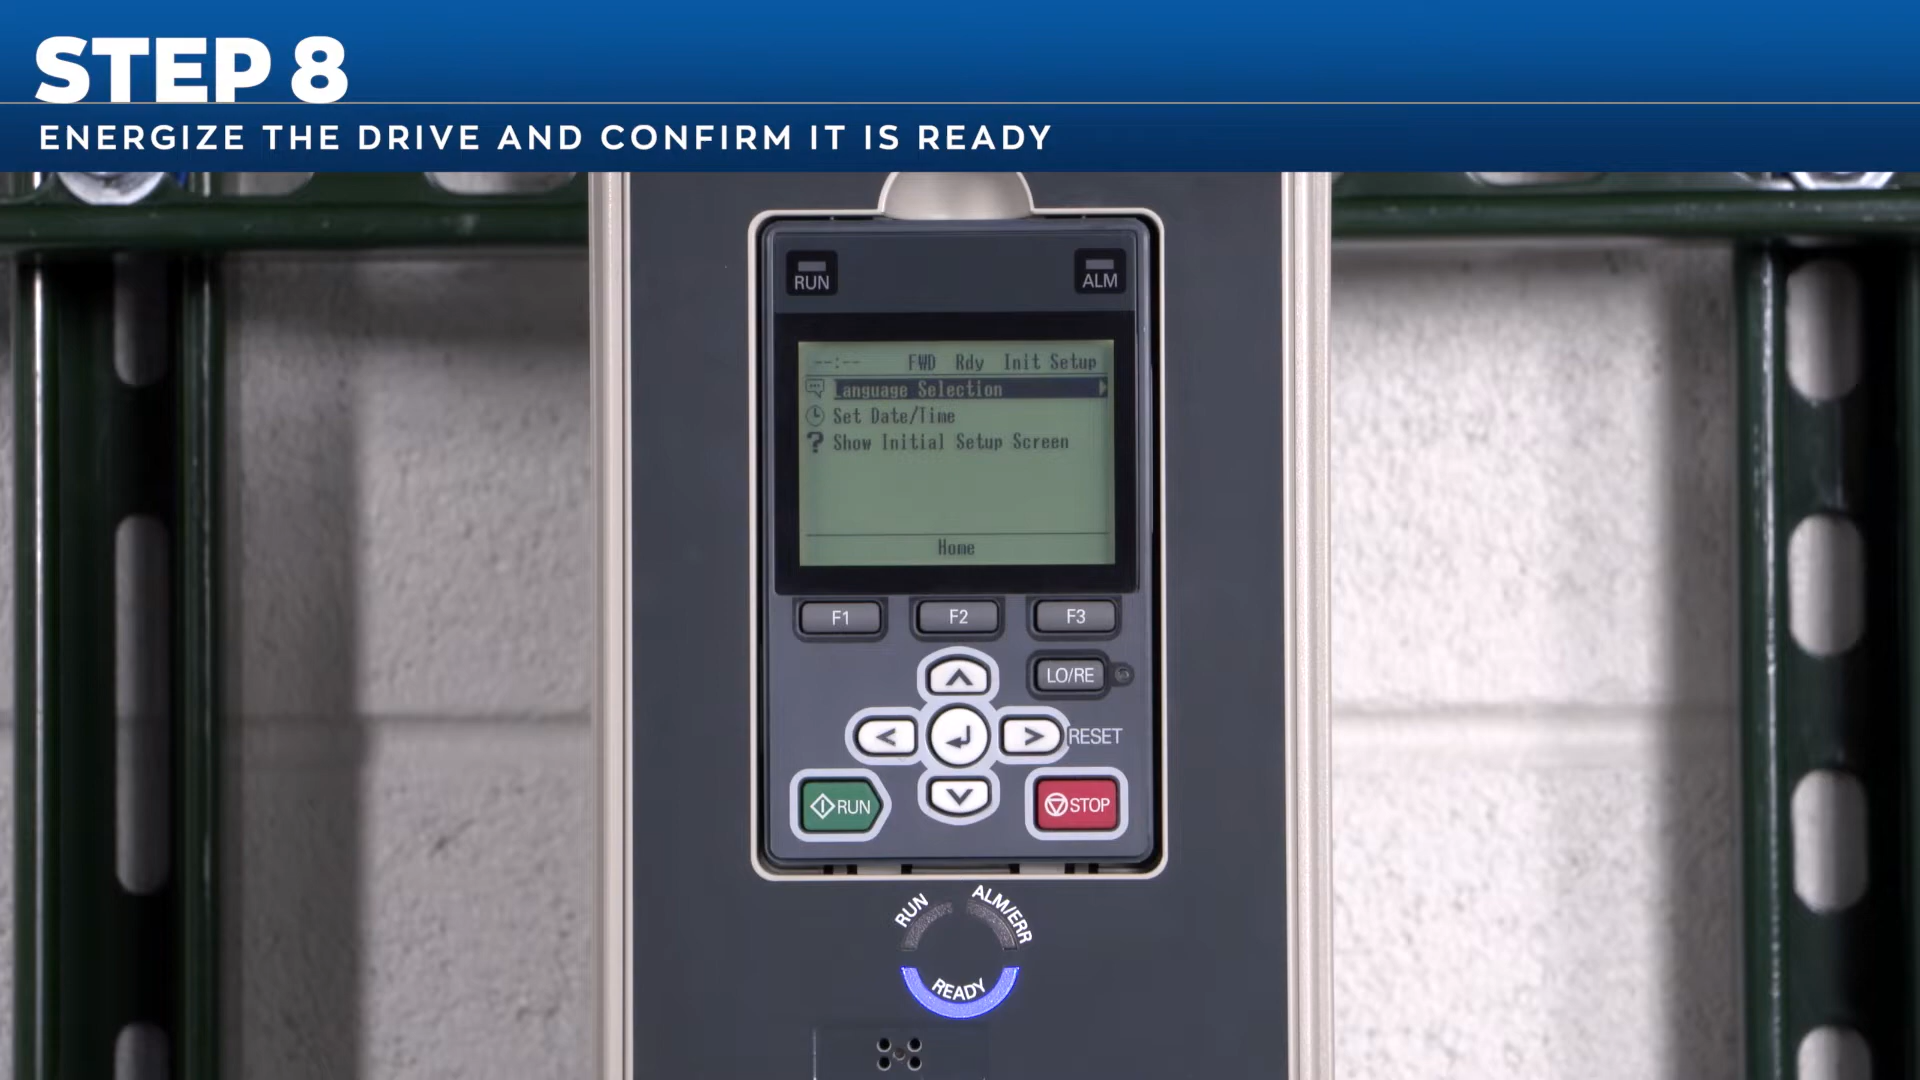 STEP 8
ENERGIZE THE DRIVE AND CONFIRM IT IS READY
RUN
ALM
--:-- FWD Rdy Init Setup
Language Selection
Set Date/Time
? Show Initial Setup Screen
Home
F1 F2 F3
LO/RE
RESET
RUN
STOP
RUN
ALM/ERR
READY